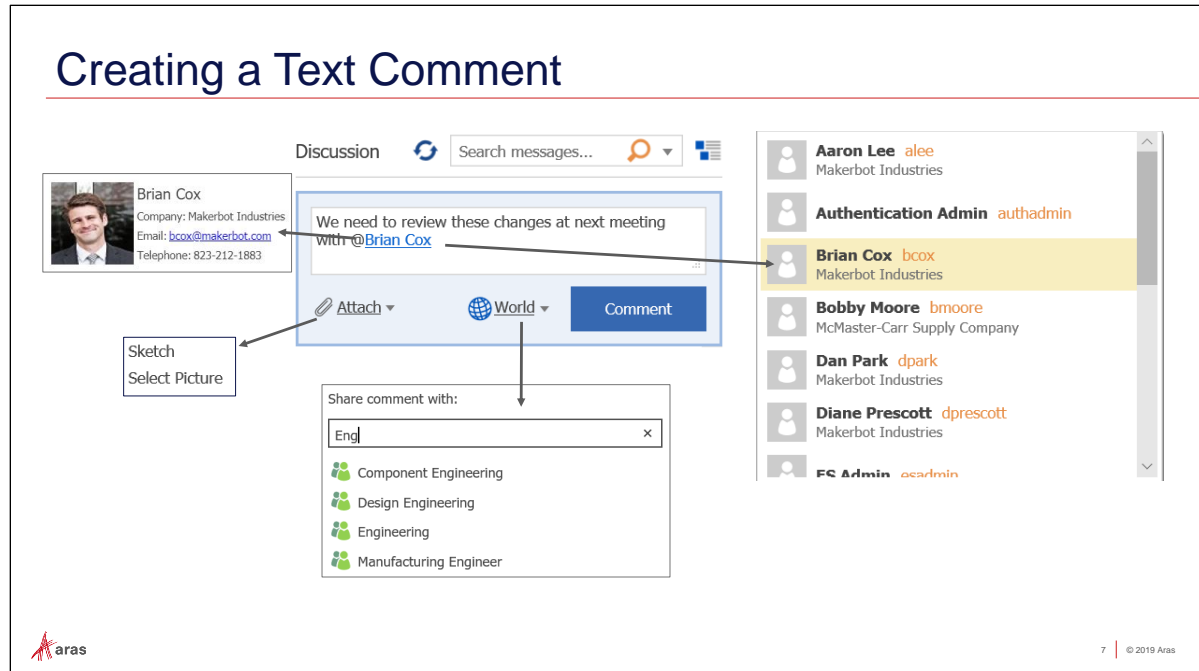 Creating a Text Comment
Discussion
Search messages...
Brian Cox
Company: Makerbot Industries
Email: bcox@makerbot.com
Telephone: 823-212-1883
We need to review these changes at next meeting
with @Brian Cox
Attach
World
Comment
Sketch
Select Picture
Share comment with:
Eng
Component Engineering
Design Engineering
Engineering
Manufacturing Engineer
Aaron Lee alee
Makerbot Industries
Authentication Admin authadmin
Brian Cox bcox
Makerbot Industries
Bobby Moore bmoore
McMaster-Carr Supply Company
Dan Park dpark
Makerbot Industries
Diane Prescott dprescott
Makerbot Industries
ES Admin esadmin
aras
7 © 2019 Aras